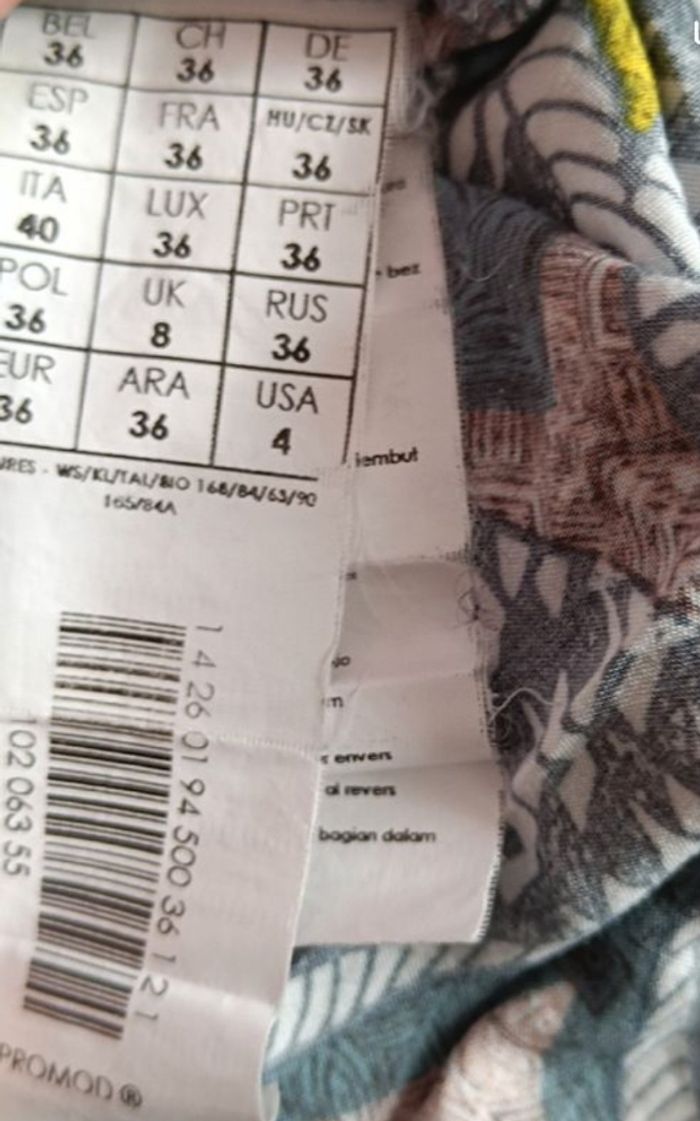 BEL CH DE
36 36 36
ESP FRA HU/CZ/SK
36 36 36
ITA LUX PRT
40 36 36
POL UK RUS
36 8 36
EUR ARA USA
36 36 4
WS/KL/TAL/BIO 168/84/63/90
165/84A
1 4 26 01 94 500 36 1 2 1
102 063 55
PROMOD ®
bez
lembut
envers
al revers
bagian dalam